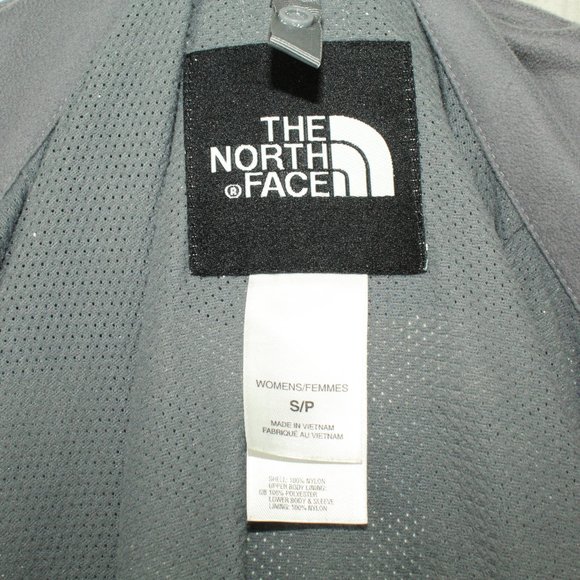 THE
NORTH
® FACE
WOMENS/FEMMES
S/P
MADE IN VIETNAM
FABRIQUÉ AU VIETNAM
SHELL: 100% NYLON
UPPER BODY LINING:
GB 100% POLYESTER
LOWER BODY & SLEEVE
LINING: 100% NYLON